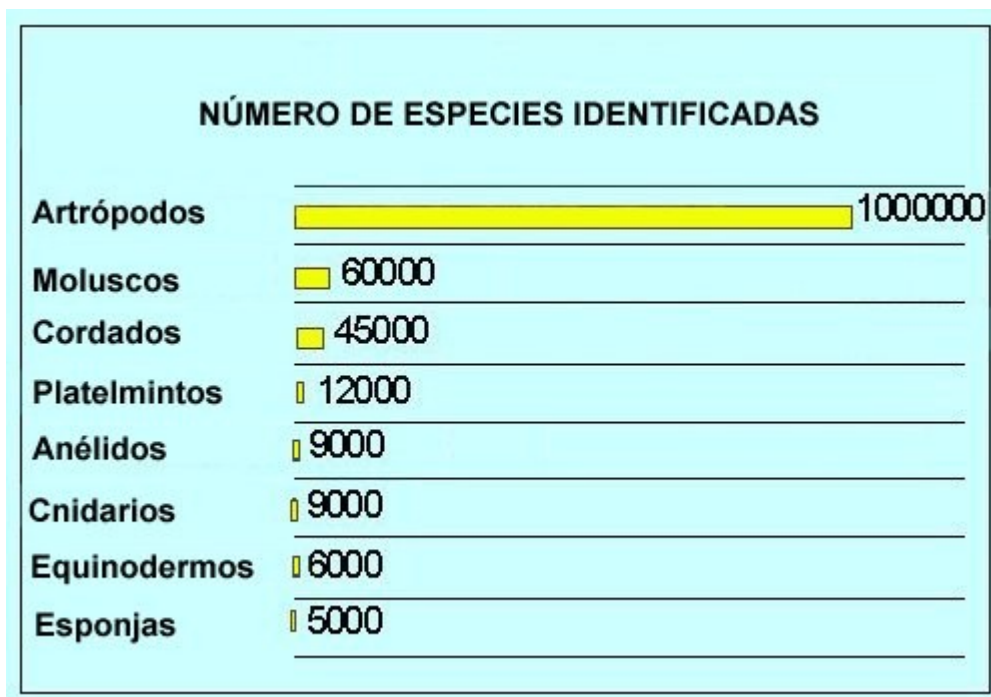 NÚMERO DE ESPECIES IDENTIFICADAS
Artrópodos 1000000
Moluscos 60000
Cordados 45000
Platelmintos 12000
Anélidos 9000
Cnidarios 9000
Equinodermos 6000
Esponjas 5000